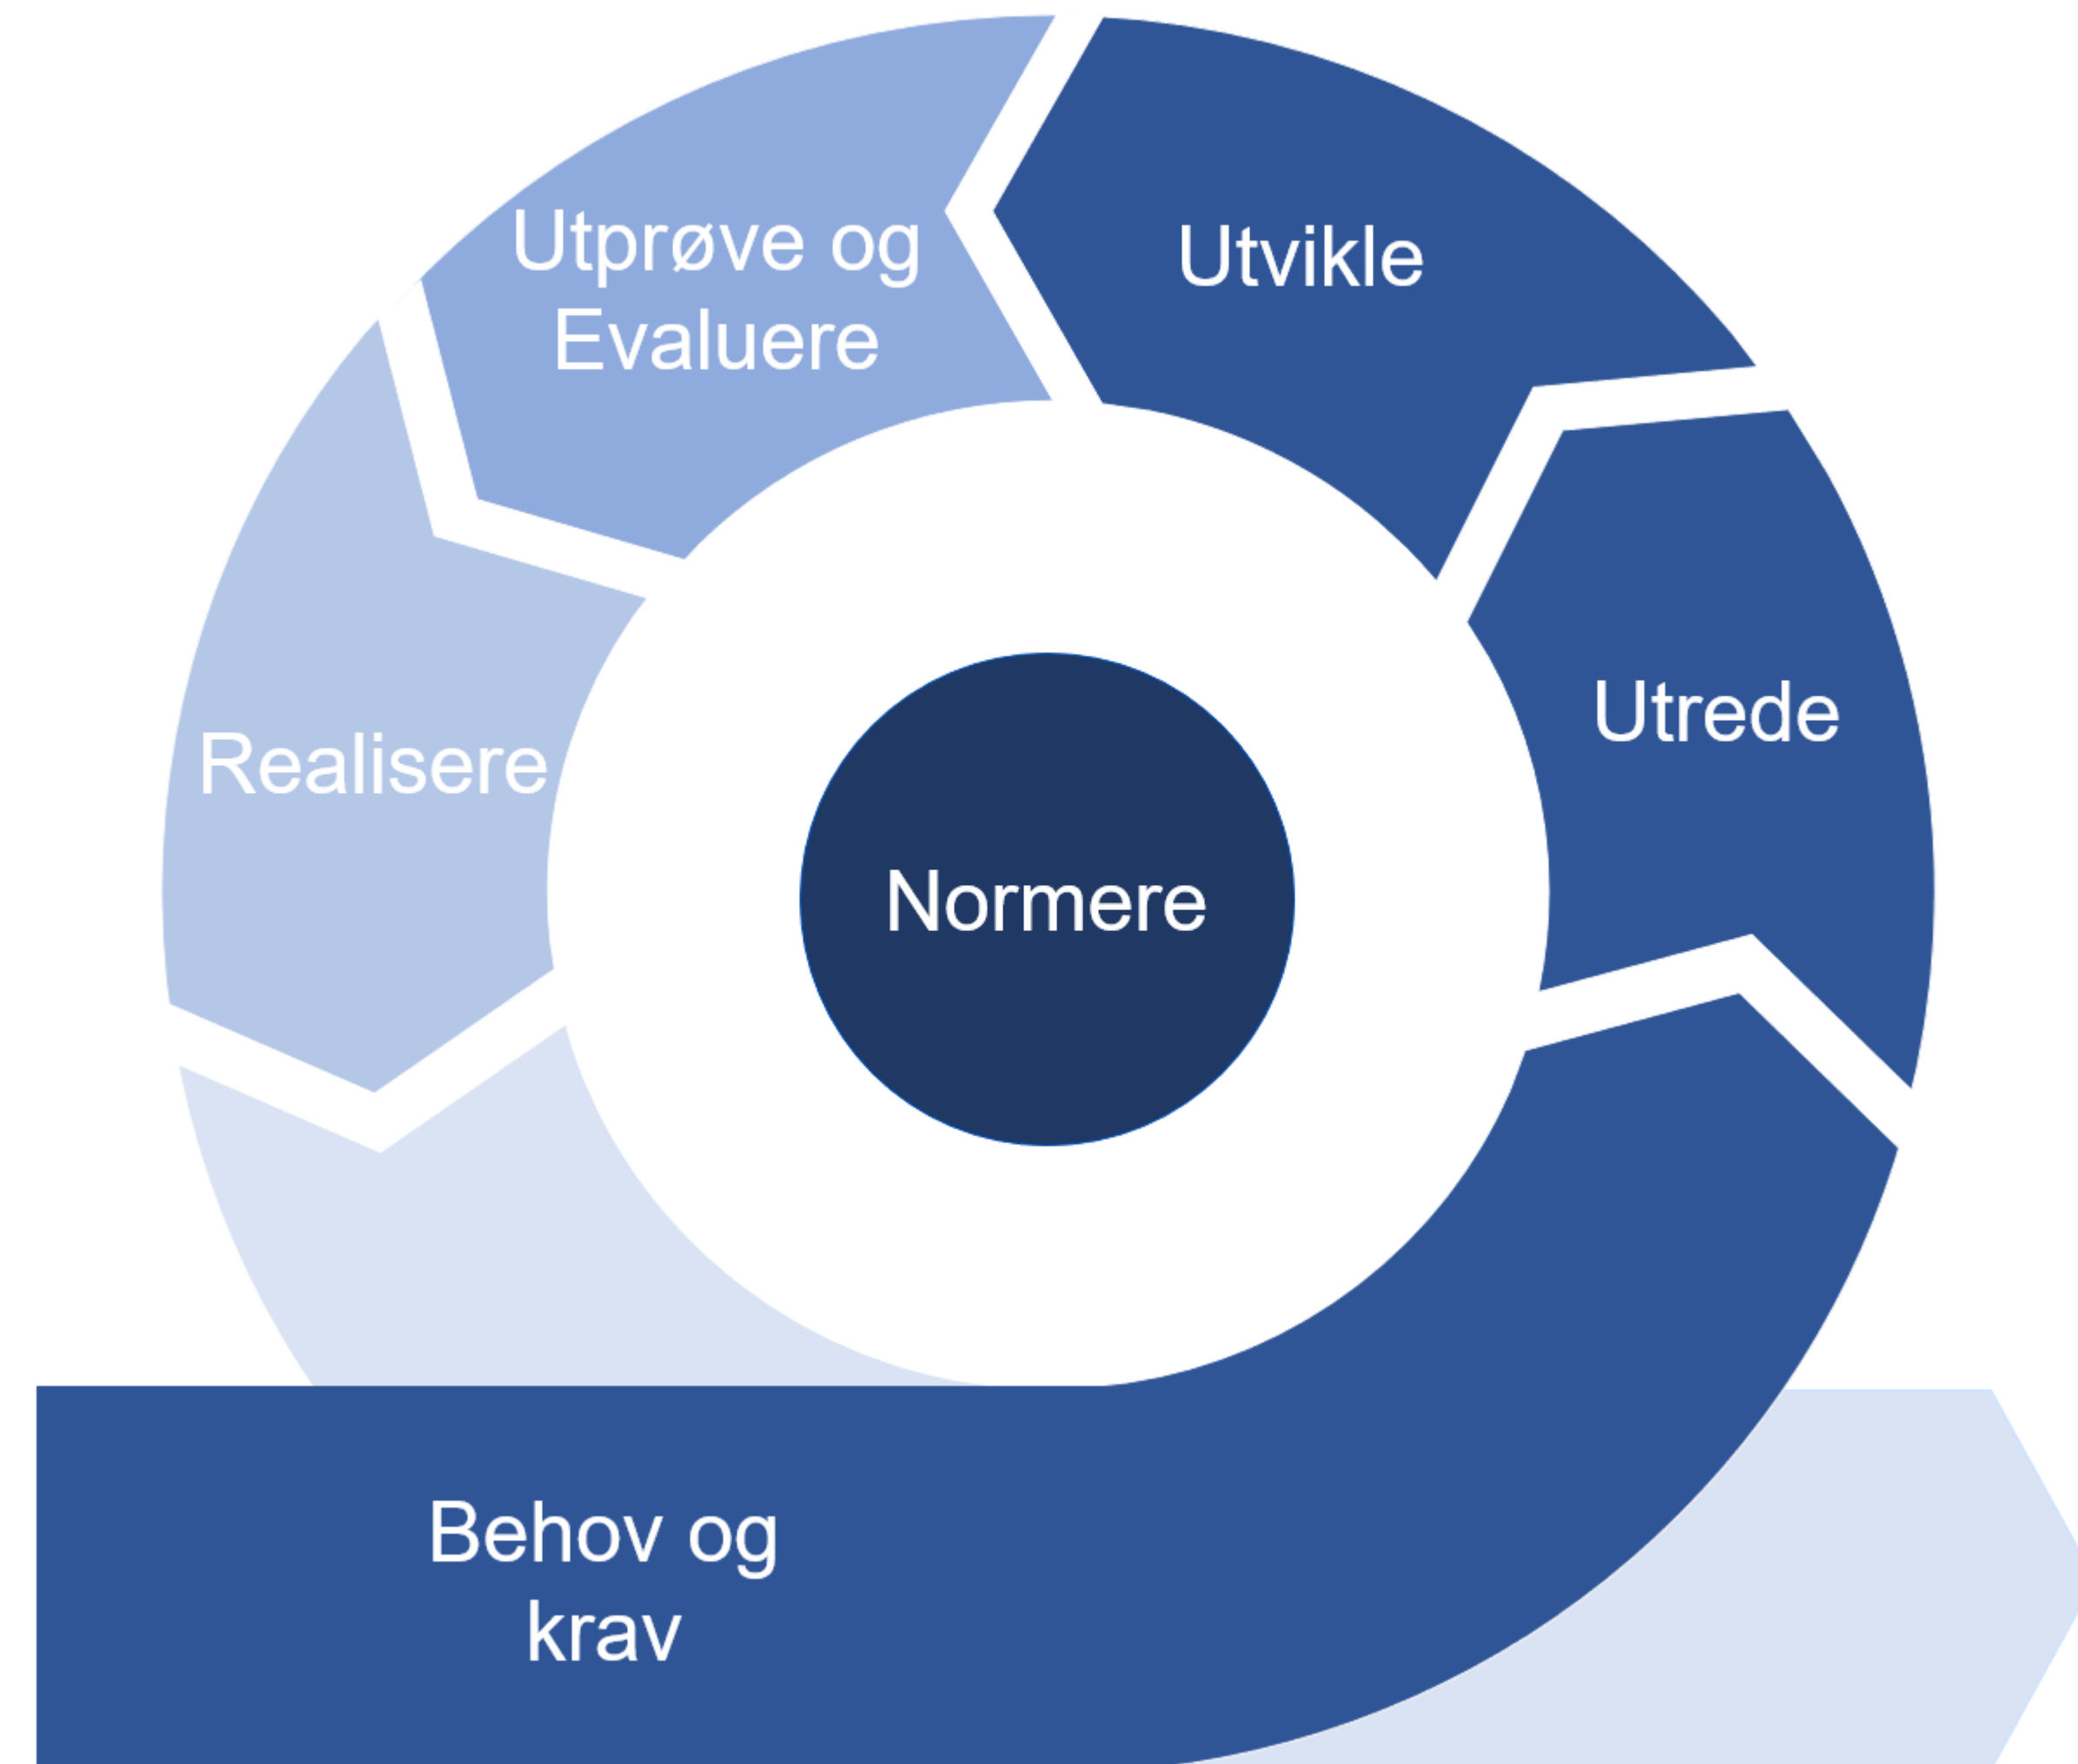 Utprøve og
Evaluere
Utvikle
Utrede
Realisere
Normere
Behov og
krav